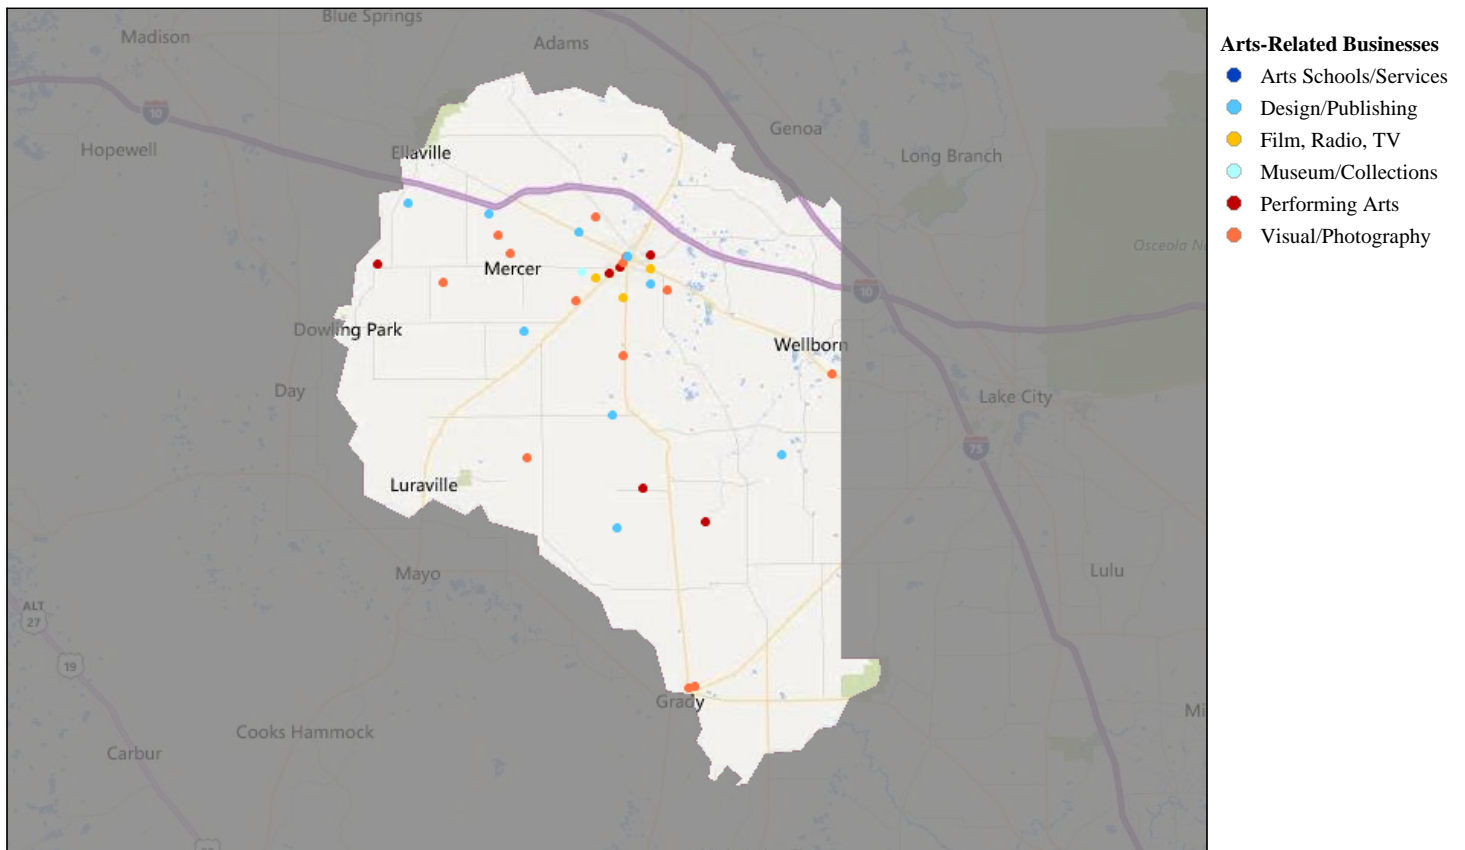 Blue Springs
Madison
Adams
10
Genoa
Hopewell
Ellaville
Long Branch
Osceola
Mercer
10
Dowling Park
Wellborn
Day
Lake City
75
Luraville
Mayo
Lulu
ALT
27
19
Grady
Mi
Cooks Hammock
Carbur
Arts-Related Businesses
Arts Schools/Services
Design/Publishing
Film, Radio, TV
Museum/Collections
Performing Arts
Visual/Photography